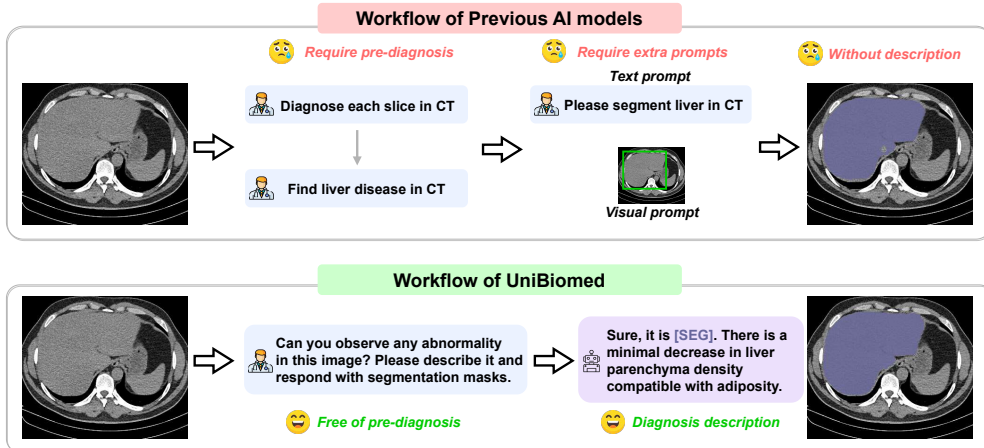 Workflow of Previous AI models
Require pre-diagnosis
Require extra prompts
Without description
Text prompt
Diagnose each slice in CT
Please segment liver in CT
Find liver disease in CT
Visual prompt
Workflow of UniBiomed
Can you observe any abnormality
in this image? Please describe it and
respond with segmentation masks.
Sure, it is [SEG]. There is a
minimal decrease in liver
parenchyma density
compatible with adiposity.
Free of pre-diagnosis
Diagnosis description